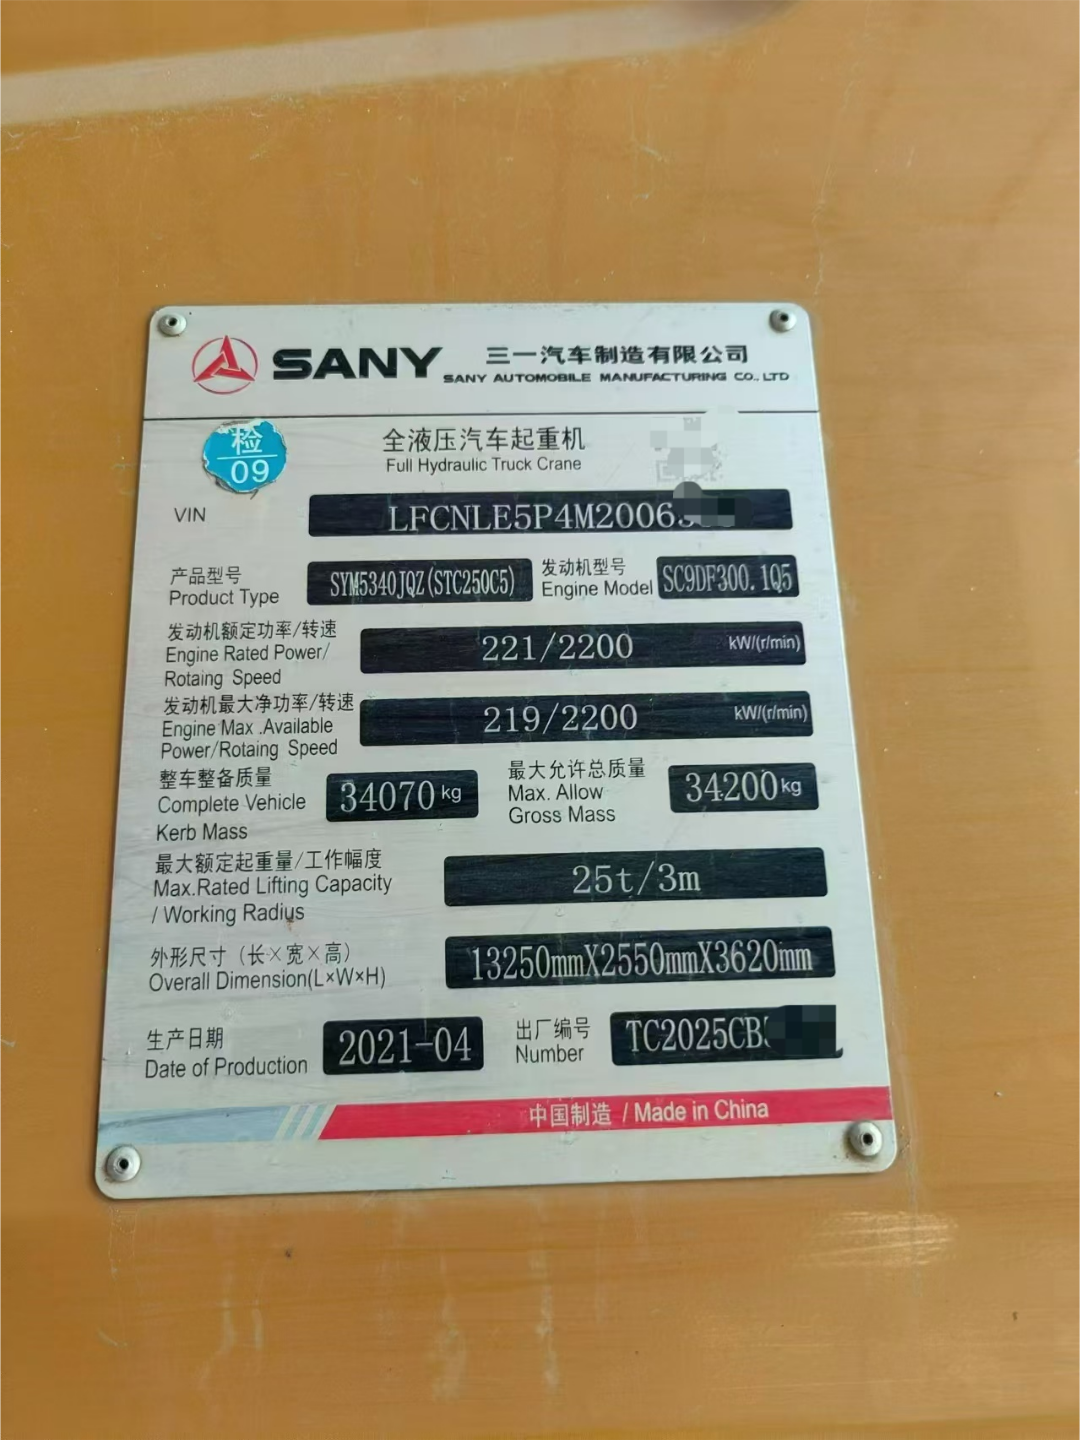 SANY
三一汽车制造有限公司
SANY AUTOMOBILE MANUFACTURING CO., LTD
检
09
全液压汽车起重机
Full Hydraulic Truck Crane
VIN LFCNLE5P4M2006
产品型号
Product Type
SYM5340JQZ(STC250C5)
发动机型号
Engine Model
SC9DF300.1Q5
发动机额定功率/转速
Engine Rated Power/
Rotaing Speed
221/2200 kW/(r/min)
发动机最大净功率/转速
Engine Max .Available
Power/Rotaing Speed
219/2200 kW/(r/min)
整车整备质量
Complete Vehicle
Kerb Mass
34070 kg
最大允许总质量
Max. Allow
Gross Mass
34200 kg
最大额定起重量/工作幅度
Max.Rated Lifting Capacity
/ Working Radius
25t/3m
外形尺寸（长×宽×高）
Overall Dimension(L×W×H)
13250mmX2550mmX3620mm
生产日期
Date of Production
2021-04
出厂编号
Number
TC2025CB
中国制造 / Made in China